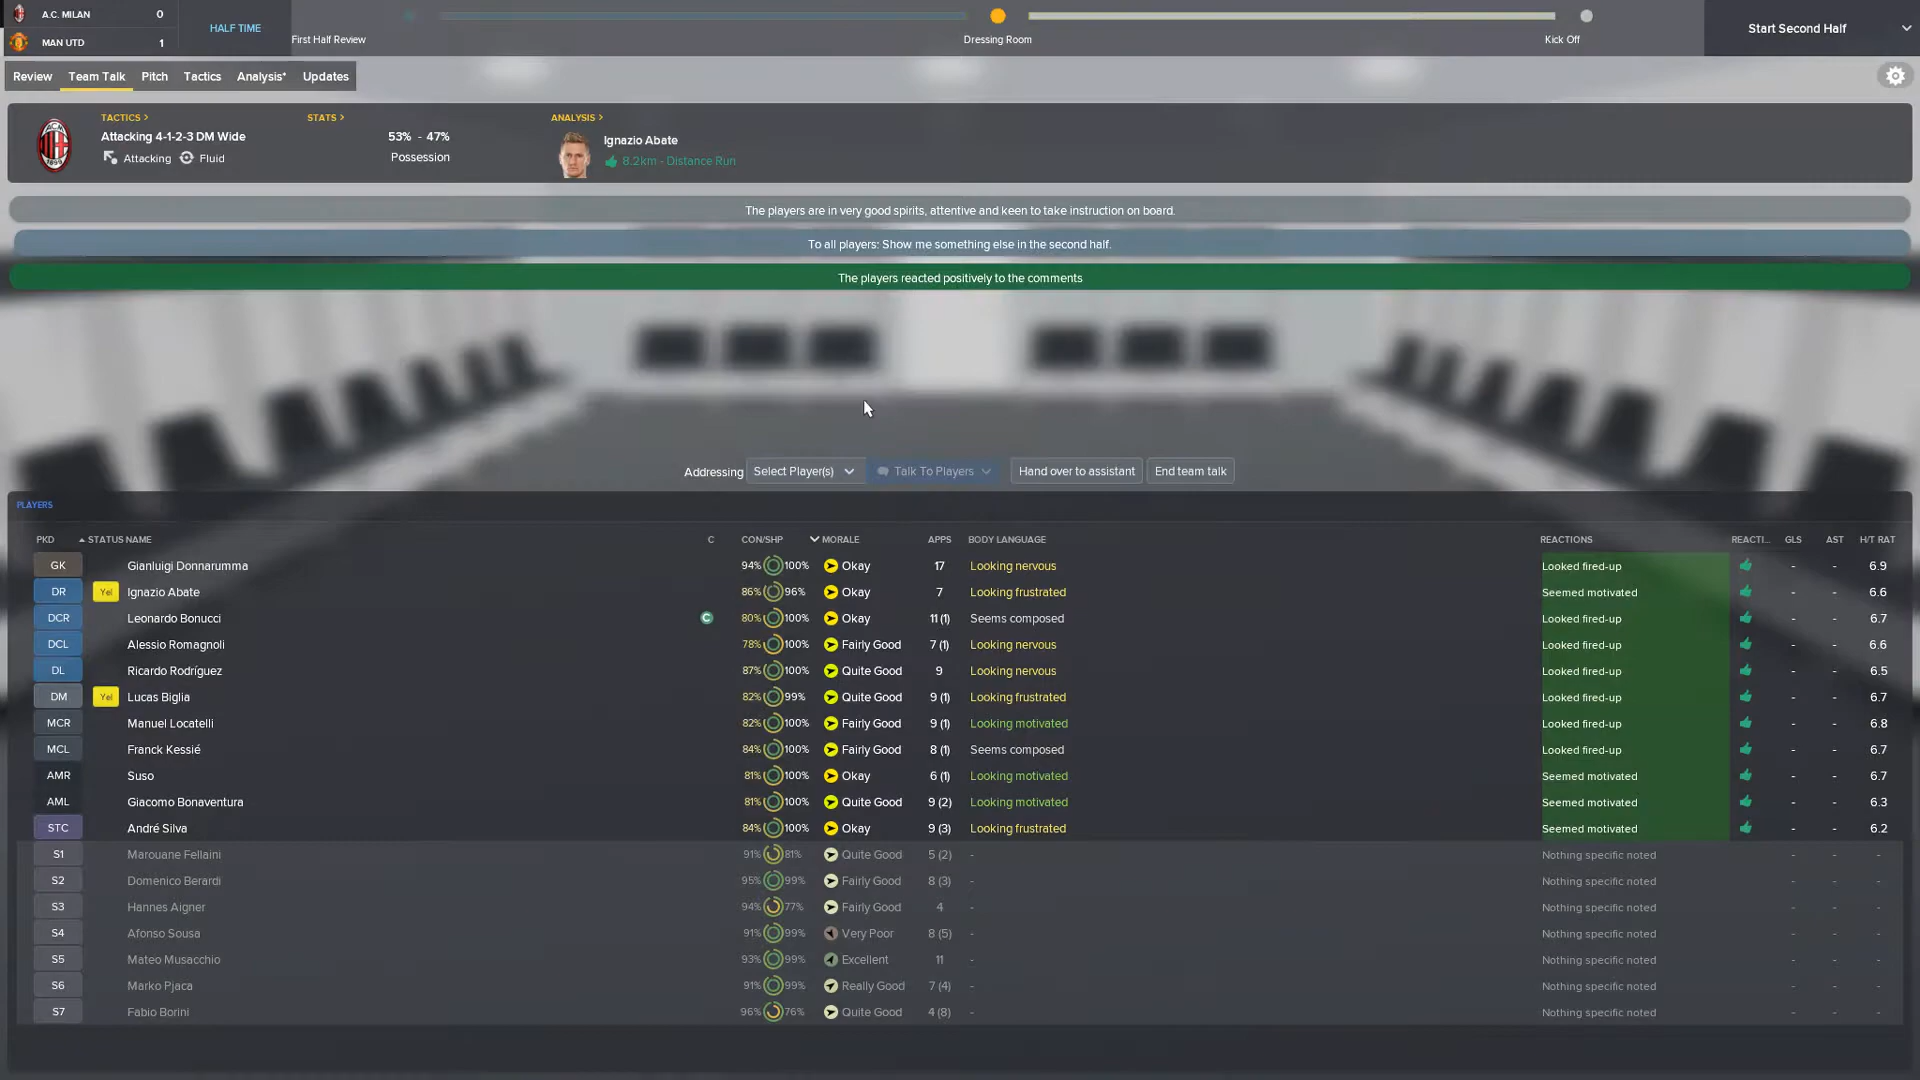 A.C. MILAN 0
MAN UTD 1
HALF TIME
First Half Review
Dressing Room
Kick Off
Start Second Half
Review Team Talk Pitch Tactics Analysis* Updates
TACTICS >
Attacking 4-1-2-3 DM Wide
Attacking Fluid
STATS >
53% - 47%
Possession
ANALYSIS >
Ignazio Abate
8.2km - Distance Run
The players are in very good spirits, attentive and keen to take instruction on board.
To all players: Show me something else in the second half.
The players reacted positively to the comments
Addressing Select Player(s) Talk To Players Hand over to assistant End team talk
PLAYERS
PKD STATUS NAME C CON/SHP MORALE APPS BODY LANGUAGE REACTIONS REACTI... GLS AST H/T RAT
GK Gianluigi Donnarumma 94% 100% Okay 17 Looking nervous Looked fired-up - - 6.9
DR Yel Ignazio Abate 86% 96% Okay 7 Looking frustrated Seemed motivated - - 6.6
DCR Leonardo Bonucci C 80% 100% Okay 11 (1) Seems composed Looked fired-up - - 6.7
DCL Alessio Romagnoli 78% 100% Fairly Good 7 (1) Looking nervous Looked fired-up - - 6.6
DL Ricardo Rodríguez 87% 100% Quite Good 9 Looking nervous Looked fired-up - - 6.5
DM Yel Lucas Biglia 82% 99% Quite Good 9 (1) Looking frustrated Looked fired-up - - 6.7
MCR Manuel Locatelli 82% 100% Fairly Good 9 (1) Looking motivated Looked fired-up - - 6.8
MCL Franck Kessié 84% 100% Fairly Good 8 (1) Seems composed Looked fired-up - - 6.7
AMR Suso 81% 100% Okay 6 (1) Looking motivated Seemed motivated - - 6.7
AML Giacomo Bonaventura 81% 100% Quite Good 9 (2) Looking motivated Seemed motivated - - 6.3
STC André Silva 84% 100% Okay 9 (3) Looking frustrated Seemed motivated - - 6.2
S1 Marouane Fellaini 91% 81% Quite Good 5 (2) - Nothing specific noted - - -
S2 Domenico Berardi 95% 99% Fairly Good 8 (3) - Nothing specific noted - - -
S3 Hannes Aigner 94% 77% Fairly Good 4 - Nothing specific noted - - -
S4 Afonso Sousa 91% 99% Very Poor 8 (5) - Nothing specific noted - - -
S5 Mateo Musacchio 93% 99% Excellent 11 - Nothing specific noted - - -
S6 Marko Pjaca 91% 99% Really Good 7 (4) - Nothing specific noted - - -
S7 Fabio Borini 96% 76% Quite Good 4 (8) - Nothing specific noted - - -